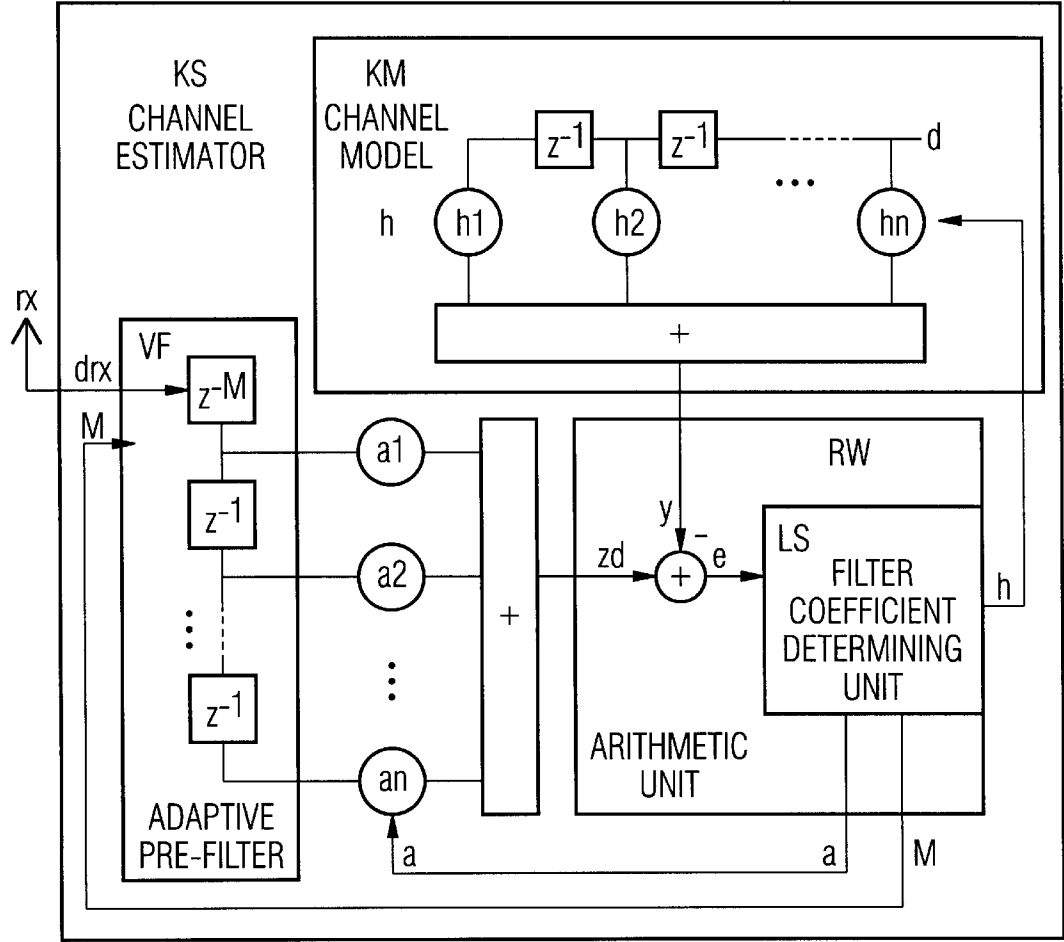 KS
CHANNEL
ESTIMATOR
KM
CHANNEL
MODEL
z-1
z-1
d
...
h
h1
h2
hn
+
rx
drx
M
VF
z-M
z-1
z-1
ADAPTIVE
PRE-FILTER
a1
a2
an
a
+
zd
y
-
+
e
RW
LS
FILTER
COEFFICIENT
DETERMINING
UNIT
h
ARITHMETIC
UNIT
a
M